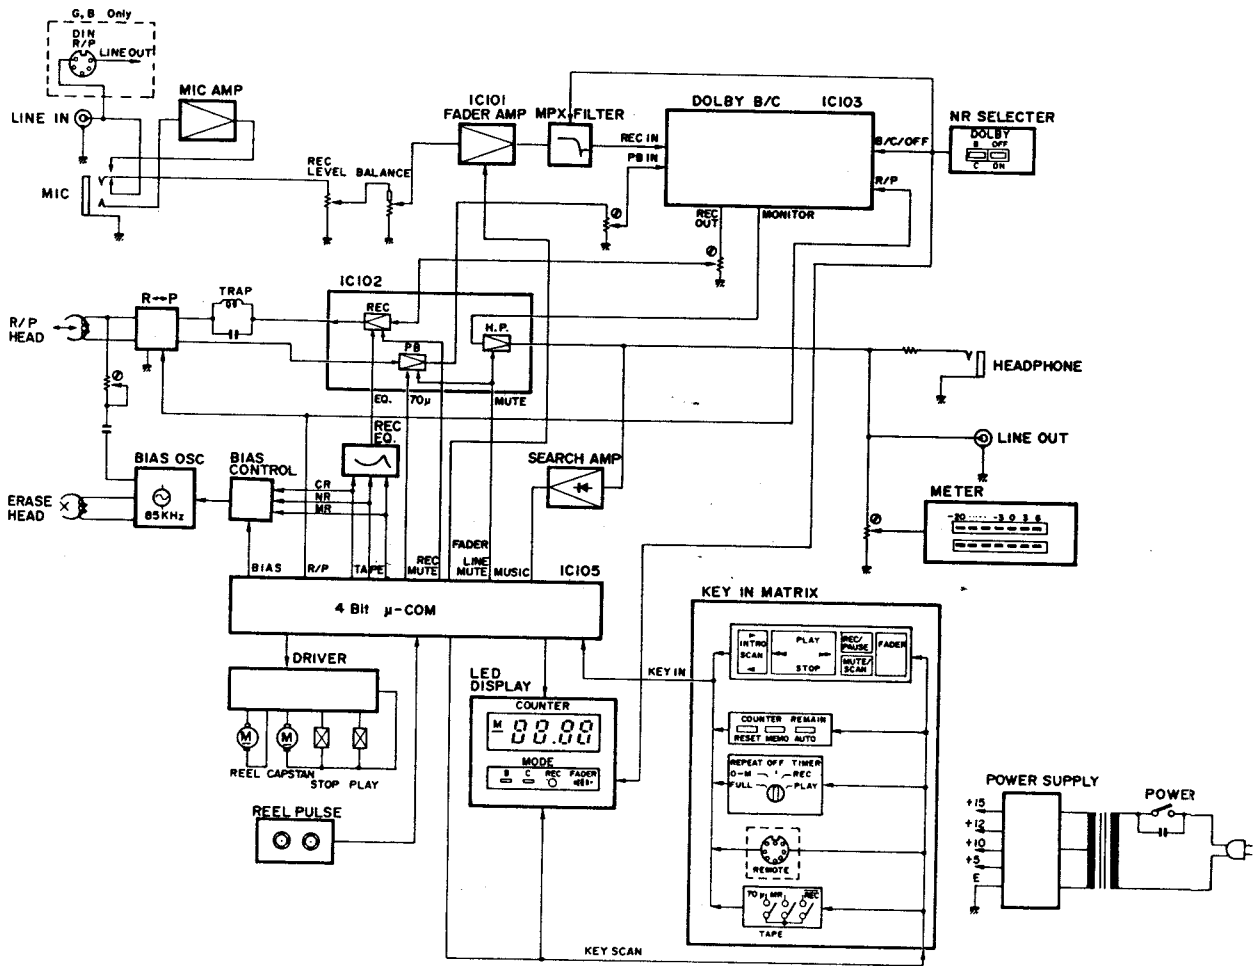 G, B Only
DIN
R/P
LINE OUT
LINE IN
MIC AMP
MIC
REC
LEVEL
BALANCE
IC101
FADER AMP
MPX FILTER
DOLBY B/C
IC103
REC IN
PB IN
B/C/OFF
R/P
REC
OUT
MONITOR
NR SELECTER
DOLBY
B OFF
C ON
R↔P
TRAP
R/P
HEAD
IC102
REC
PB
H.P.
EQ.
70µ
MUTE
HEADPHONE
LINE OUT
METER
-20 ····· -3 0 3 6
REC
EQ.
SEARCH AMP
BIAS OSC
85KHz
BIAS
CONTROL
CR
NR
MR
ERASE
HEAD
BIAS
R/P
TAPE
REC
MUTE
FADER
LINE
MUTE
MUSIC
IC105
4 Bit µ-COM
DRIVER
M
M
REEL
CAPSTAN
STOP
PLAY
REEL PULSE
LED
DISPLAY
COUNTER
M
88.88
MODE
B C REC FADER
KEY IN
KEY SCAN
KEY IN MATRIX
INTRO
SCAN
PLAY
STOP
REC/
PAUSE
MUTE/
SCAN
FADER
COUNTER REMAIN
RESET MEMO AUTO
REPEAT OFF TIMER
O-M REC
FULL PLAY
REMOTE
70µ MR REC
TAPE
POWER SUPPLY
POWER
+15
+12
+10
+5
E